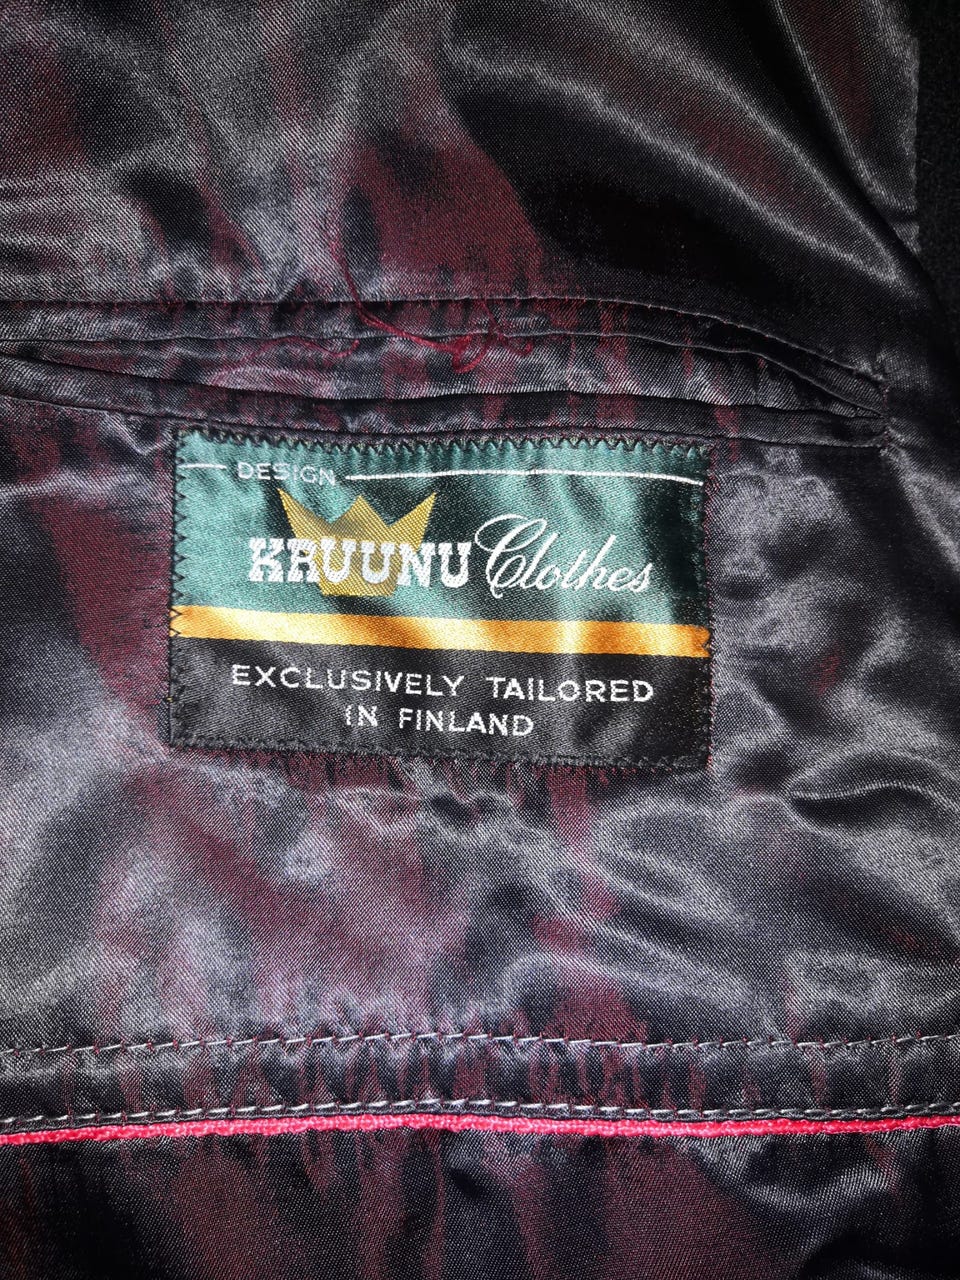 DESIGN
KRUUNU Clothes
EXCLUSIVELY TAILORED
IN FINLAND